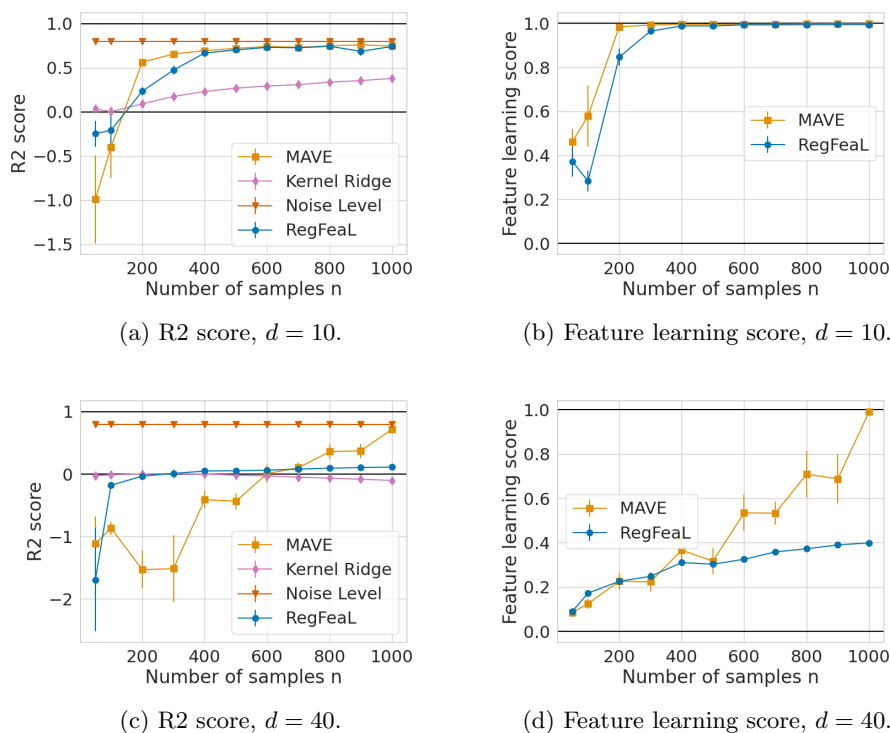 1.0
0.5
0.0
−0.5
−1.0
−1.5
R2 score
MAVE
Kernel Ridge
Noise Level
RegFeaL
200 400 600 800 1000
Number of samples n
(a) R2 score, d = 10.
1.0
0.8
0.6
0.4
0.2
0.0
Feature learning score
MAVE
RegFeaL
200 400 600 800 1000
Number of samples n
(b) Feature learning score, d = 10.
1
0
−1
−2
R2 score
MAVE
Kernel Ridge
Noise Level
RegFeaL
200 400 600 800 1000
Number of samples n
(c) R2 score, d = 40.
1.0
0.8
0.6
0.4
0.2
0.0
Feature learning score
MAVE
RegFeaL
200 400 600 800 1000
Number of samples n
(d) Feature learning score, d = 40.